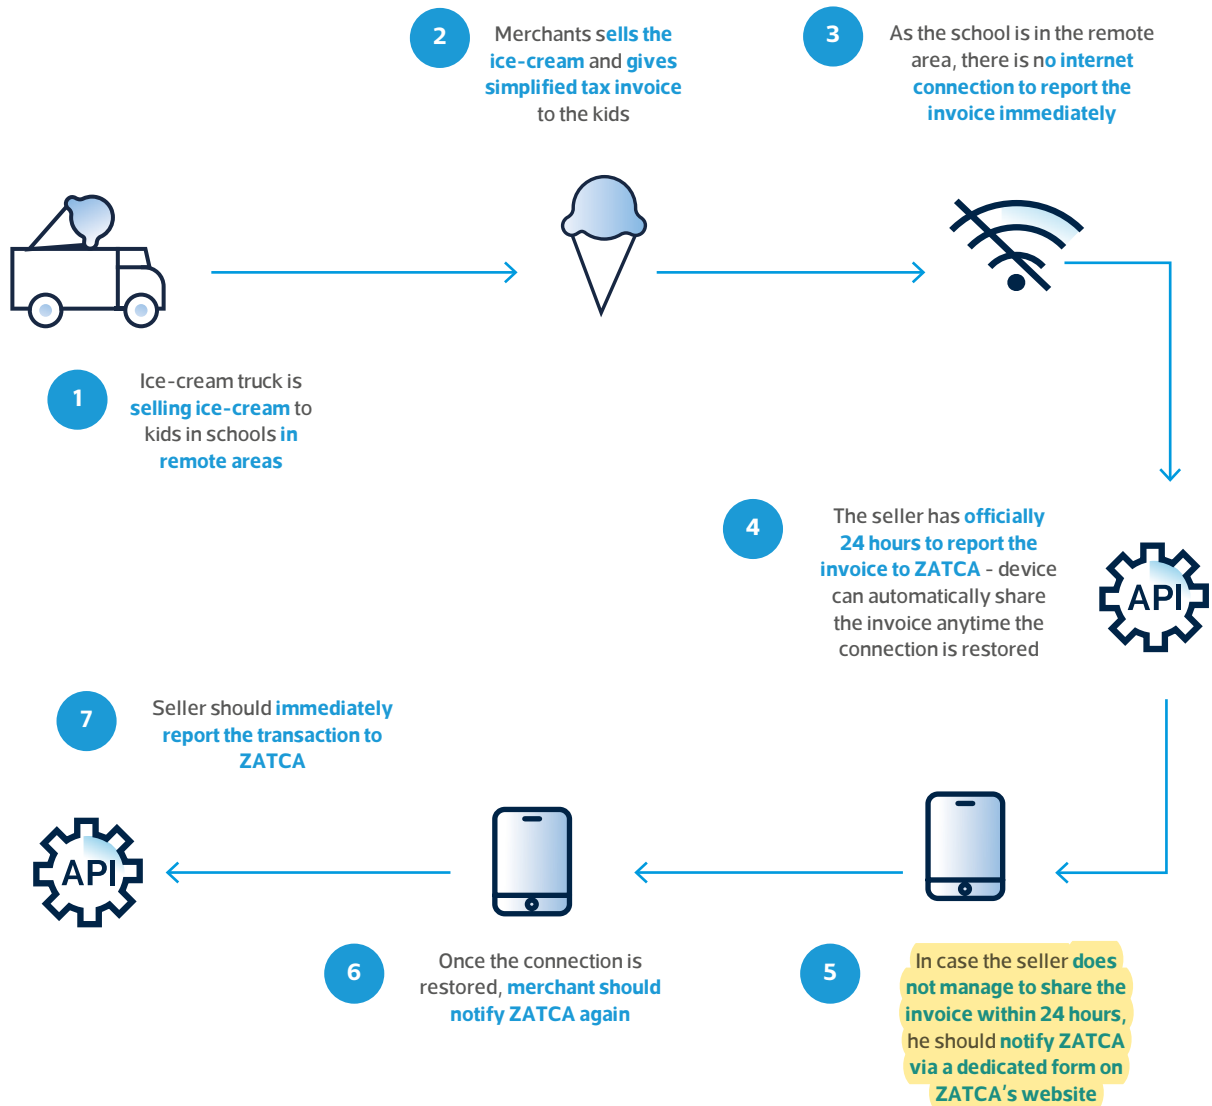 1
Ice-cream truck is
selling ice-cream to
kids in schools in
remote areas
2
Merchants sells the
ice-cream and gives
simplified tax invoice
to the kids
3
As the school is in the remote
area, there is no internet
connection to report the
invoice immediately
4
The seller has officially
24 hours to report the
invoice to ZATCA - device
can automatically share
the invoice anytime the
connection is restored
API
5
In case the seller does
not manage to share the
invoice within 24 hours,
he should notify ZATCA
via a dedicated form on
ZATCA's website
6
Once the connection is
restored, merchant should
notify ZATCA again
7
Seller should immediately
report the transaction to
ZATCA
API